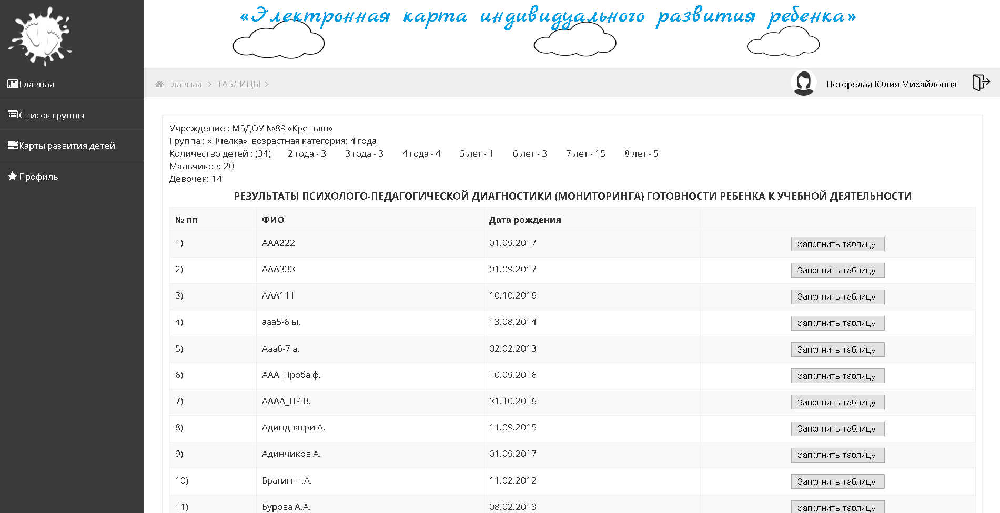 «Электронная карта индивидуального развития ребенка»
Главная
Список группы
Карты развития детей
Профиль
Главная > ТАБЛИЦЫ >
Погорелая Юлия Михайловна
Учреждение : МБДОУ №89 «Крепыш»
Группа : «Пчелка», возрастная категория: 4 года
Количество детей : (34) 2 года - 3 3 года - 3 4 года - 4 5 лет - 1 6 лет - 3 7 лет - 15 8 лет - 5
Мальчиков: 20
Девочек: 14
РЕЗУЛЬТАТЫ ПСИХОЛОГО-ПЕДАГОГИЧЕСКОЙ ДИАГНОСТИКИ (МОНИТОРИНГА) ГОТОВНОСТИ РЕБЕНКА К УЧЕБНОЙ ДЕЯТЕЛЬНОСТИ
№ пп ФИО Дата рождения
1) ААА222 01.09.2017 Заполнить таблицу
2) ААА333 01.09.2017 Заполнить таблицу
3) ААА111 10.10.2016 Заполнить таблицу
4) ааа5-6 ы. 13.08.2014 Заполнить таблицу
5) Ааа6-7 а. 02.02.2013 Заполнить таблицу
6) ААА_Проба ф. 10.09.2016 Заполнить таблицу
7) АААА_ПР В. 31.10.2016 Заполнить таблицу
8) Адиндватри А. 11.09.2015 Заполнить таблицу
9) Адинчиков А. 01.09.2017 Заполнить таблицу
10) Брагин Н.А. 11.02.2012 Заполнить таблицу
11) Бурова А.А. 08.02.2013 Заполнить таблицу